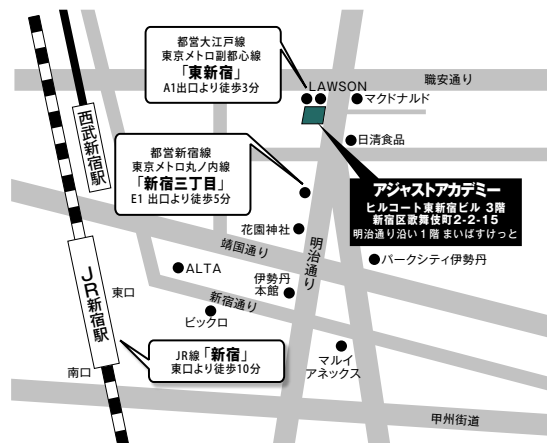 都営大江戸線
東京メトロ副都心線
「東新宿」
A1出口より徒歩3分
LAWSON
職安通り
マクドナルド
西武新宿駅
日清食品
都営新宿線
東京メトロ丸ノ内線
「新宿三丁目」
E1 出口より徒歩5分
アジャストアカデミー
ヒルコート東新宿ビル 3階
新宿区歌舞伎町2-2-15
明治通り沿い1階 まいばすけっと
花園神社
靖国通り
明治通り
パークシティ伊勢丹
JR新宿駅
東口
ALTA
伊勢丹
本館
新宿通り
ビックロ
JR線「新宿」
東口より徒歩10分
マルイ
アネックス
南口
甲州街道